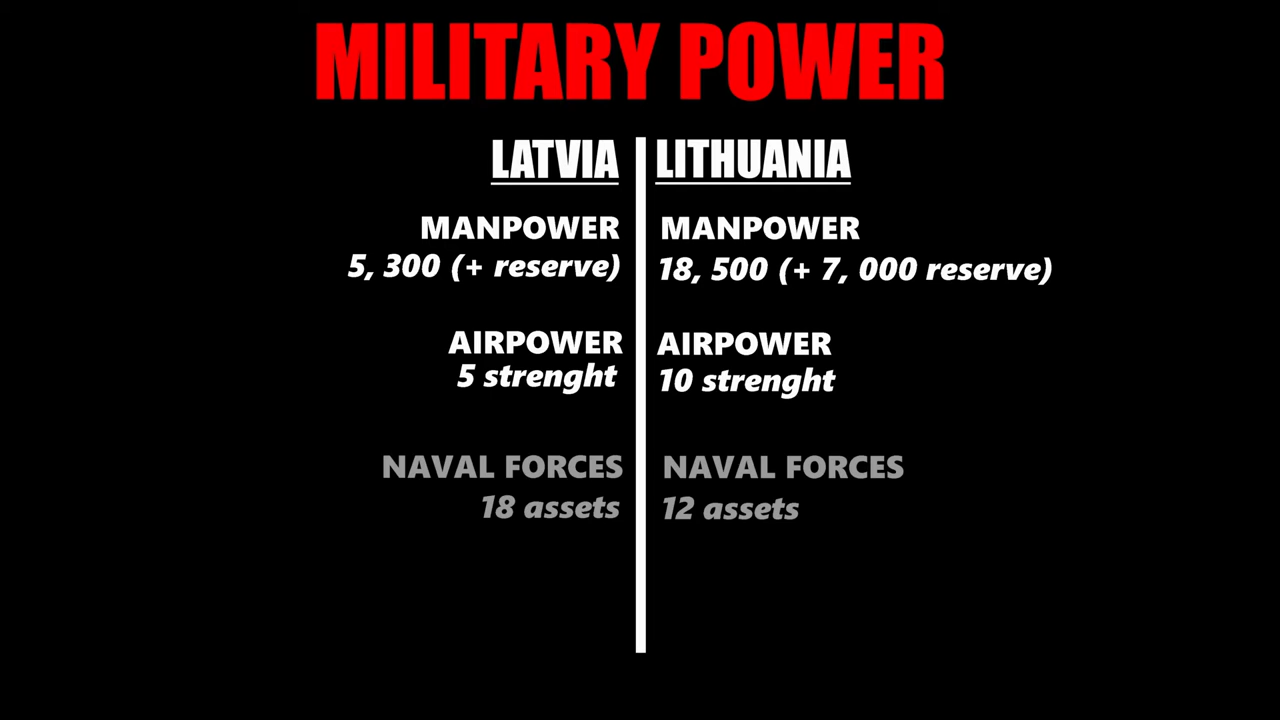 MILITARY POWER
LATVIA
MANPOWER
5, 300 (+ reserve)
AIRPOWER
5 strenght
NAVAL FORCES
18 assets
LITHUANIA
MANPOWER
18, 500 (+ 7, 000 reserve)
AIRPOWER
10 strenght
NAVAL FORCES
12 assets